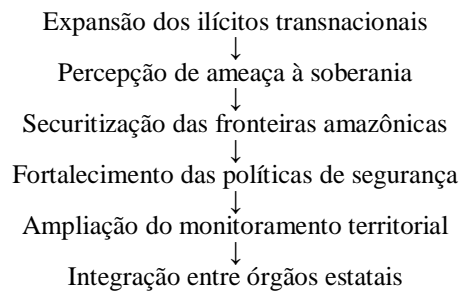 Expansão dos ilícitos transnacionais
↓
Percepção de ameaça à soberania
↓
Securitização das fronteiras amazônicas
↓
Fortalecimento das políticas de segurança
↓
Ampliação do monitoramento territorial
↓
Integração entre órgãos estatais